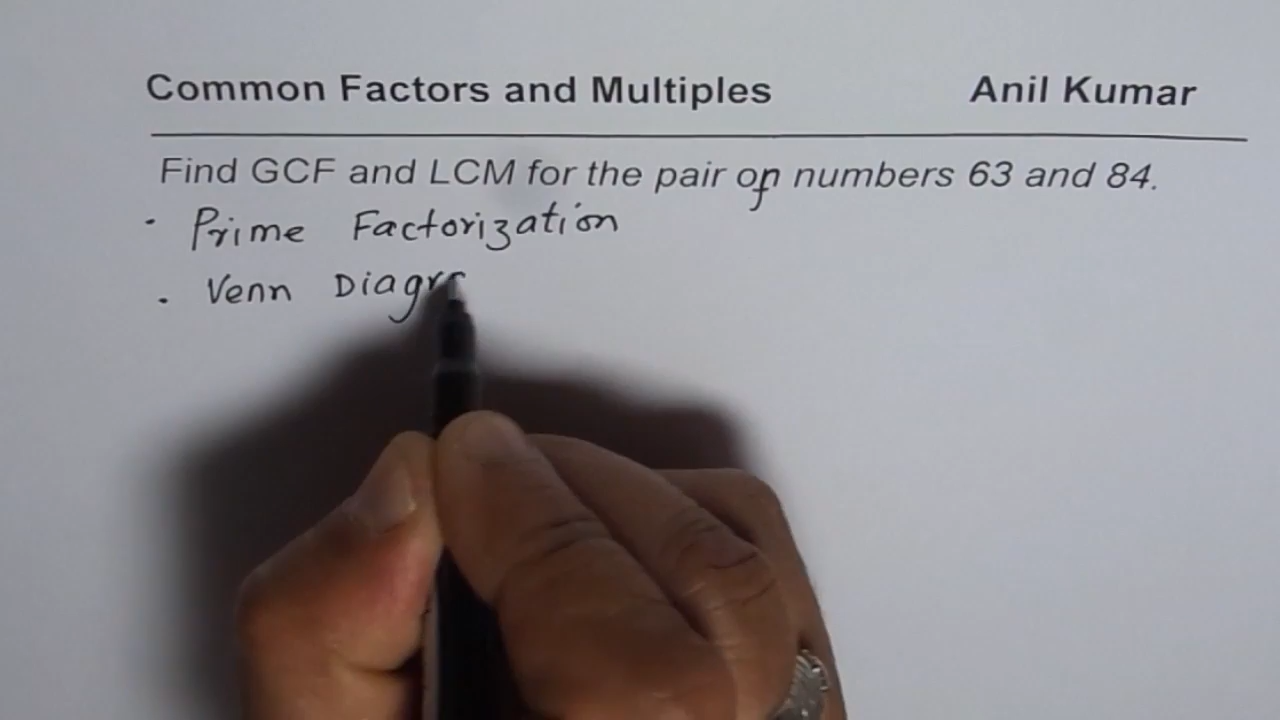 Common Factors and Multiples Anil Kumar
Find GCF and LCM for the pair of numbers 63 and 84.
· Prime Factorization
. Venn Diagra